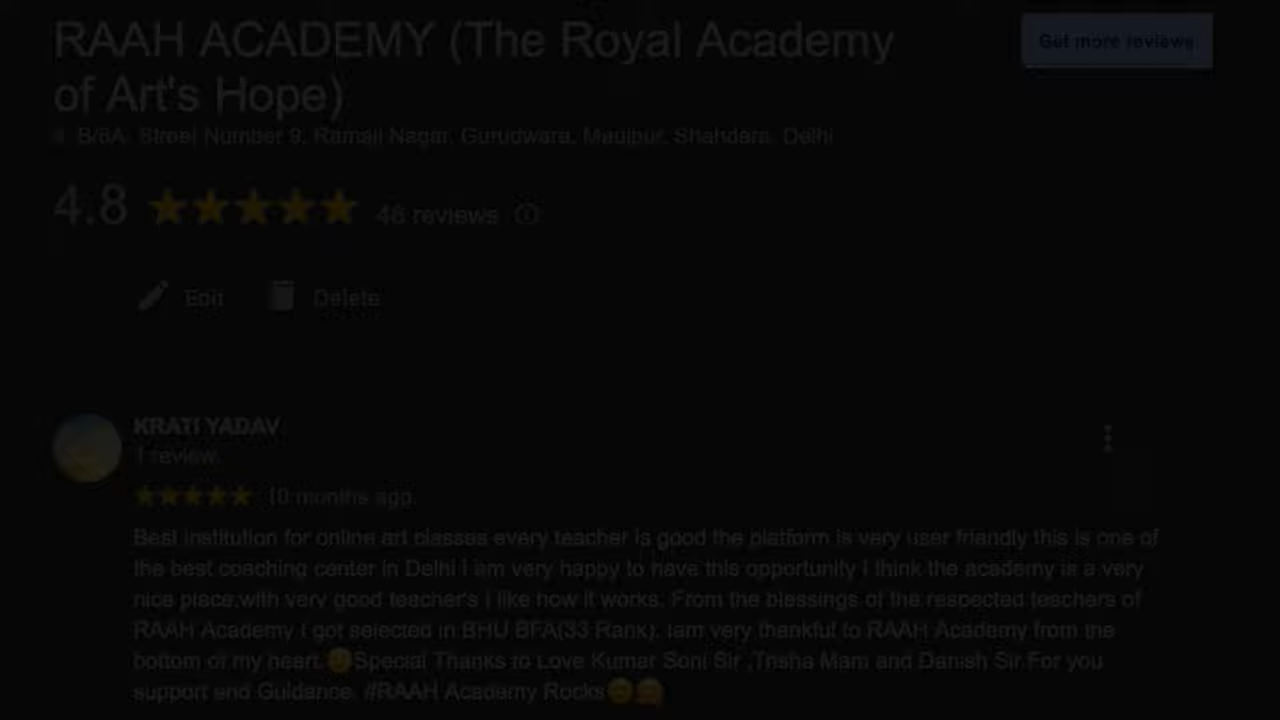 RAAH ACADEMY (The Royal Academy
of Art's Hope)
Get more reviews
B/8A, Street Number 9, Ramaji Nagar, Gurudwara, Maujpur, Shahdara, Delhi
4.8
46 reviews
Edit Delete
KRATI YADAV
1 review
10 months ago
Best institution for online art classes every teacher is good the platform is very user friendly this is one of
the best coaching center in Delhi I am very happy to have this opportunity I think the academy is a very
nice place,with very good teacher's I like how it works. From the blessings of the respected teachers of
RAAH Academy I got selected in BHU BFA(33 Rank). iam very thankful to RAAH Academy from the
bottom of my heart 😊Special Thanks to Love Kumar Soni Sir ,Trisha Mam and Danish Sir For you
support and Guidance. #RAAH Academy Rocks😊🤗